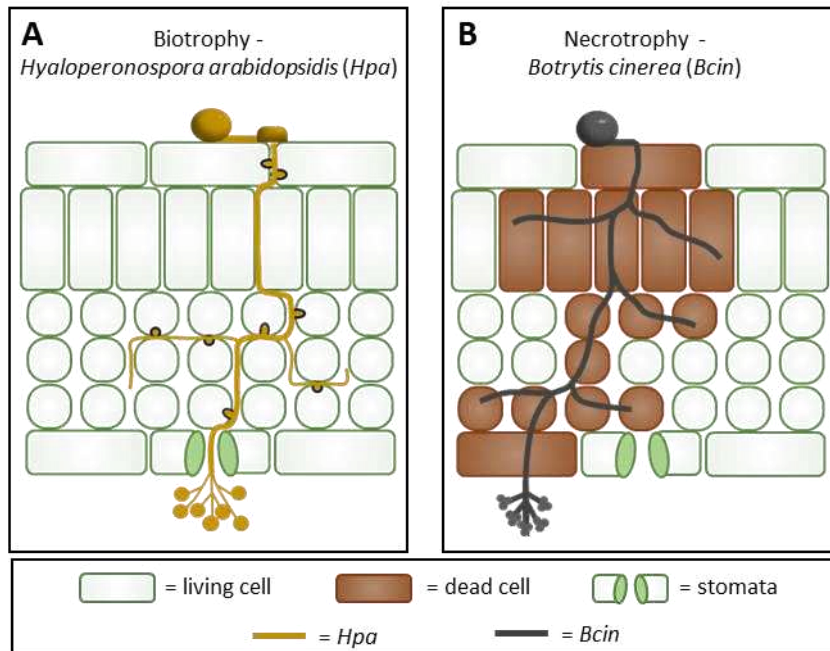 A
Biotrophy -
Hyaloperonospora arabidopsidis (Hpa)
B
Necrotrophy -
Botrytis cinerea (Bcin)
= living cell
= dead cell
= stomata
= Hpa
= Bcin